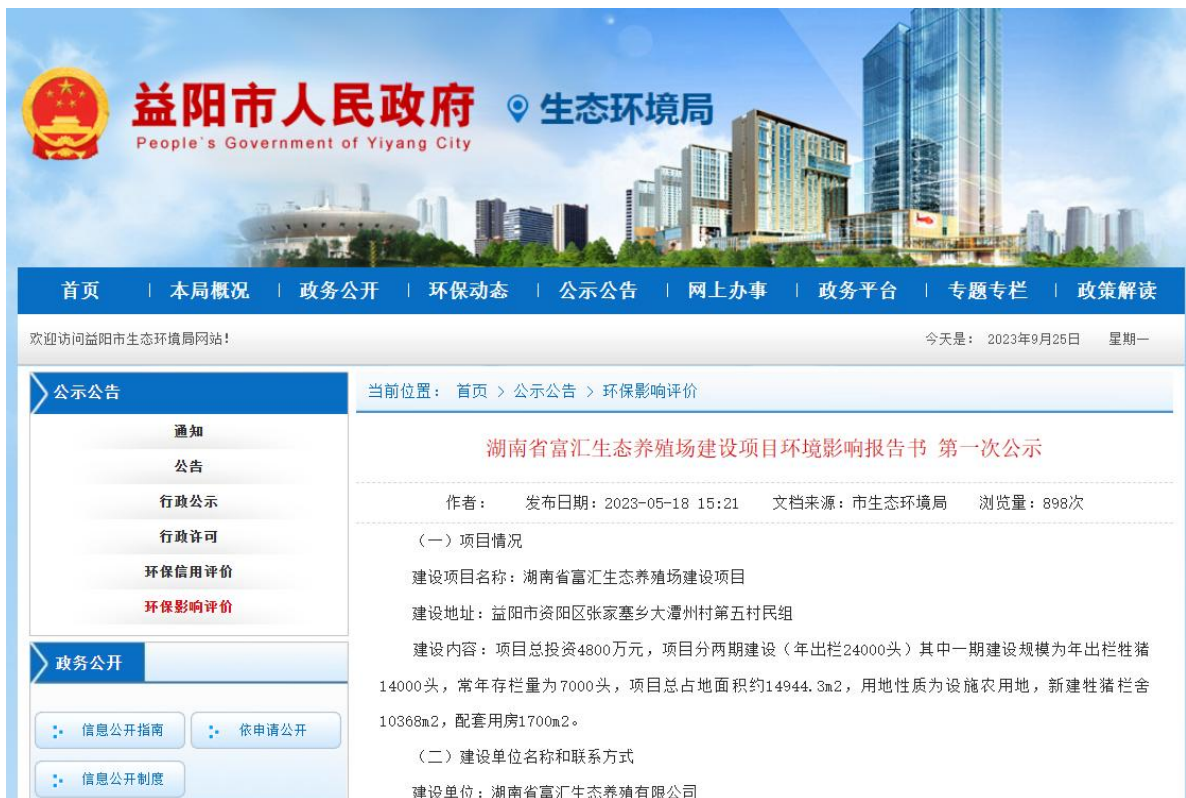 益阳市人民政府 生态环境局
People's Government of Yiyang City
首页 本局概况 政务公开 环保动态 公示公告 网上办事 政务平台 专题专栏 政策解读
欢迎访问益阳市生态环境局网站! 今天是: 2023年9月25日 星期一
公示公告
通知
公告
行政公示
行政许可
环保信用评价
环保影响评价
政务公开
信息公开指南 依申请公开
信息公开制度
当前位置: 首页 > 公示公告 > 环保影响评价
湖南省富汇生态养殖场建设项目环境影响报告书 第一次公示
作者: 发布日期:2023-05-18 15:21 文档来源:市生态环境局 浏览量:898次
(一)项目情况
建设项目名称:湖南省富汇生态养殖场建设项目
建设地址:益阳市资阳区张家塞乡大潭州村第五村民组
建设内容:项目总投资4800万元,项目分两期建设(年出栏24000头)其中一期建设规模为年出栏牲猪
14000头,常年存栏量为7000头,项目总占地面积约14944.3m2,用地性质为设施农用地,新建牲猪栏舍
10368m2,配套用房1700m2。
(二)建设单位名称和联系方式
建设单位:湖南省富汇生态养殖有限公司